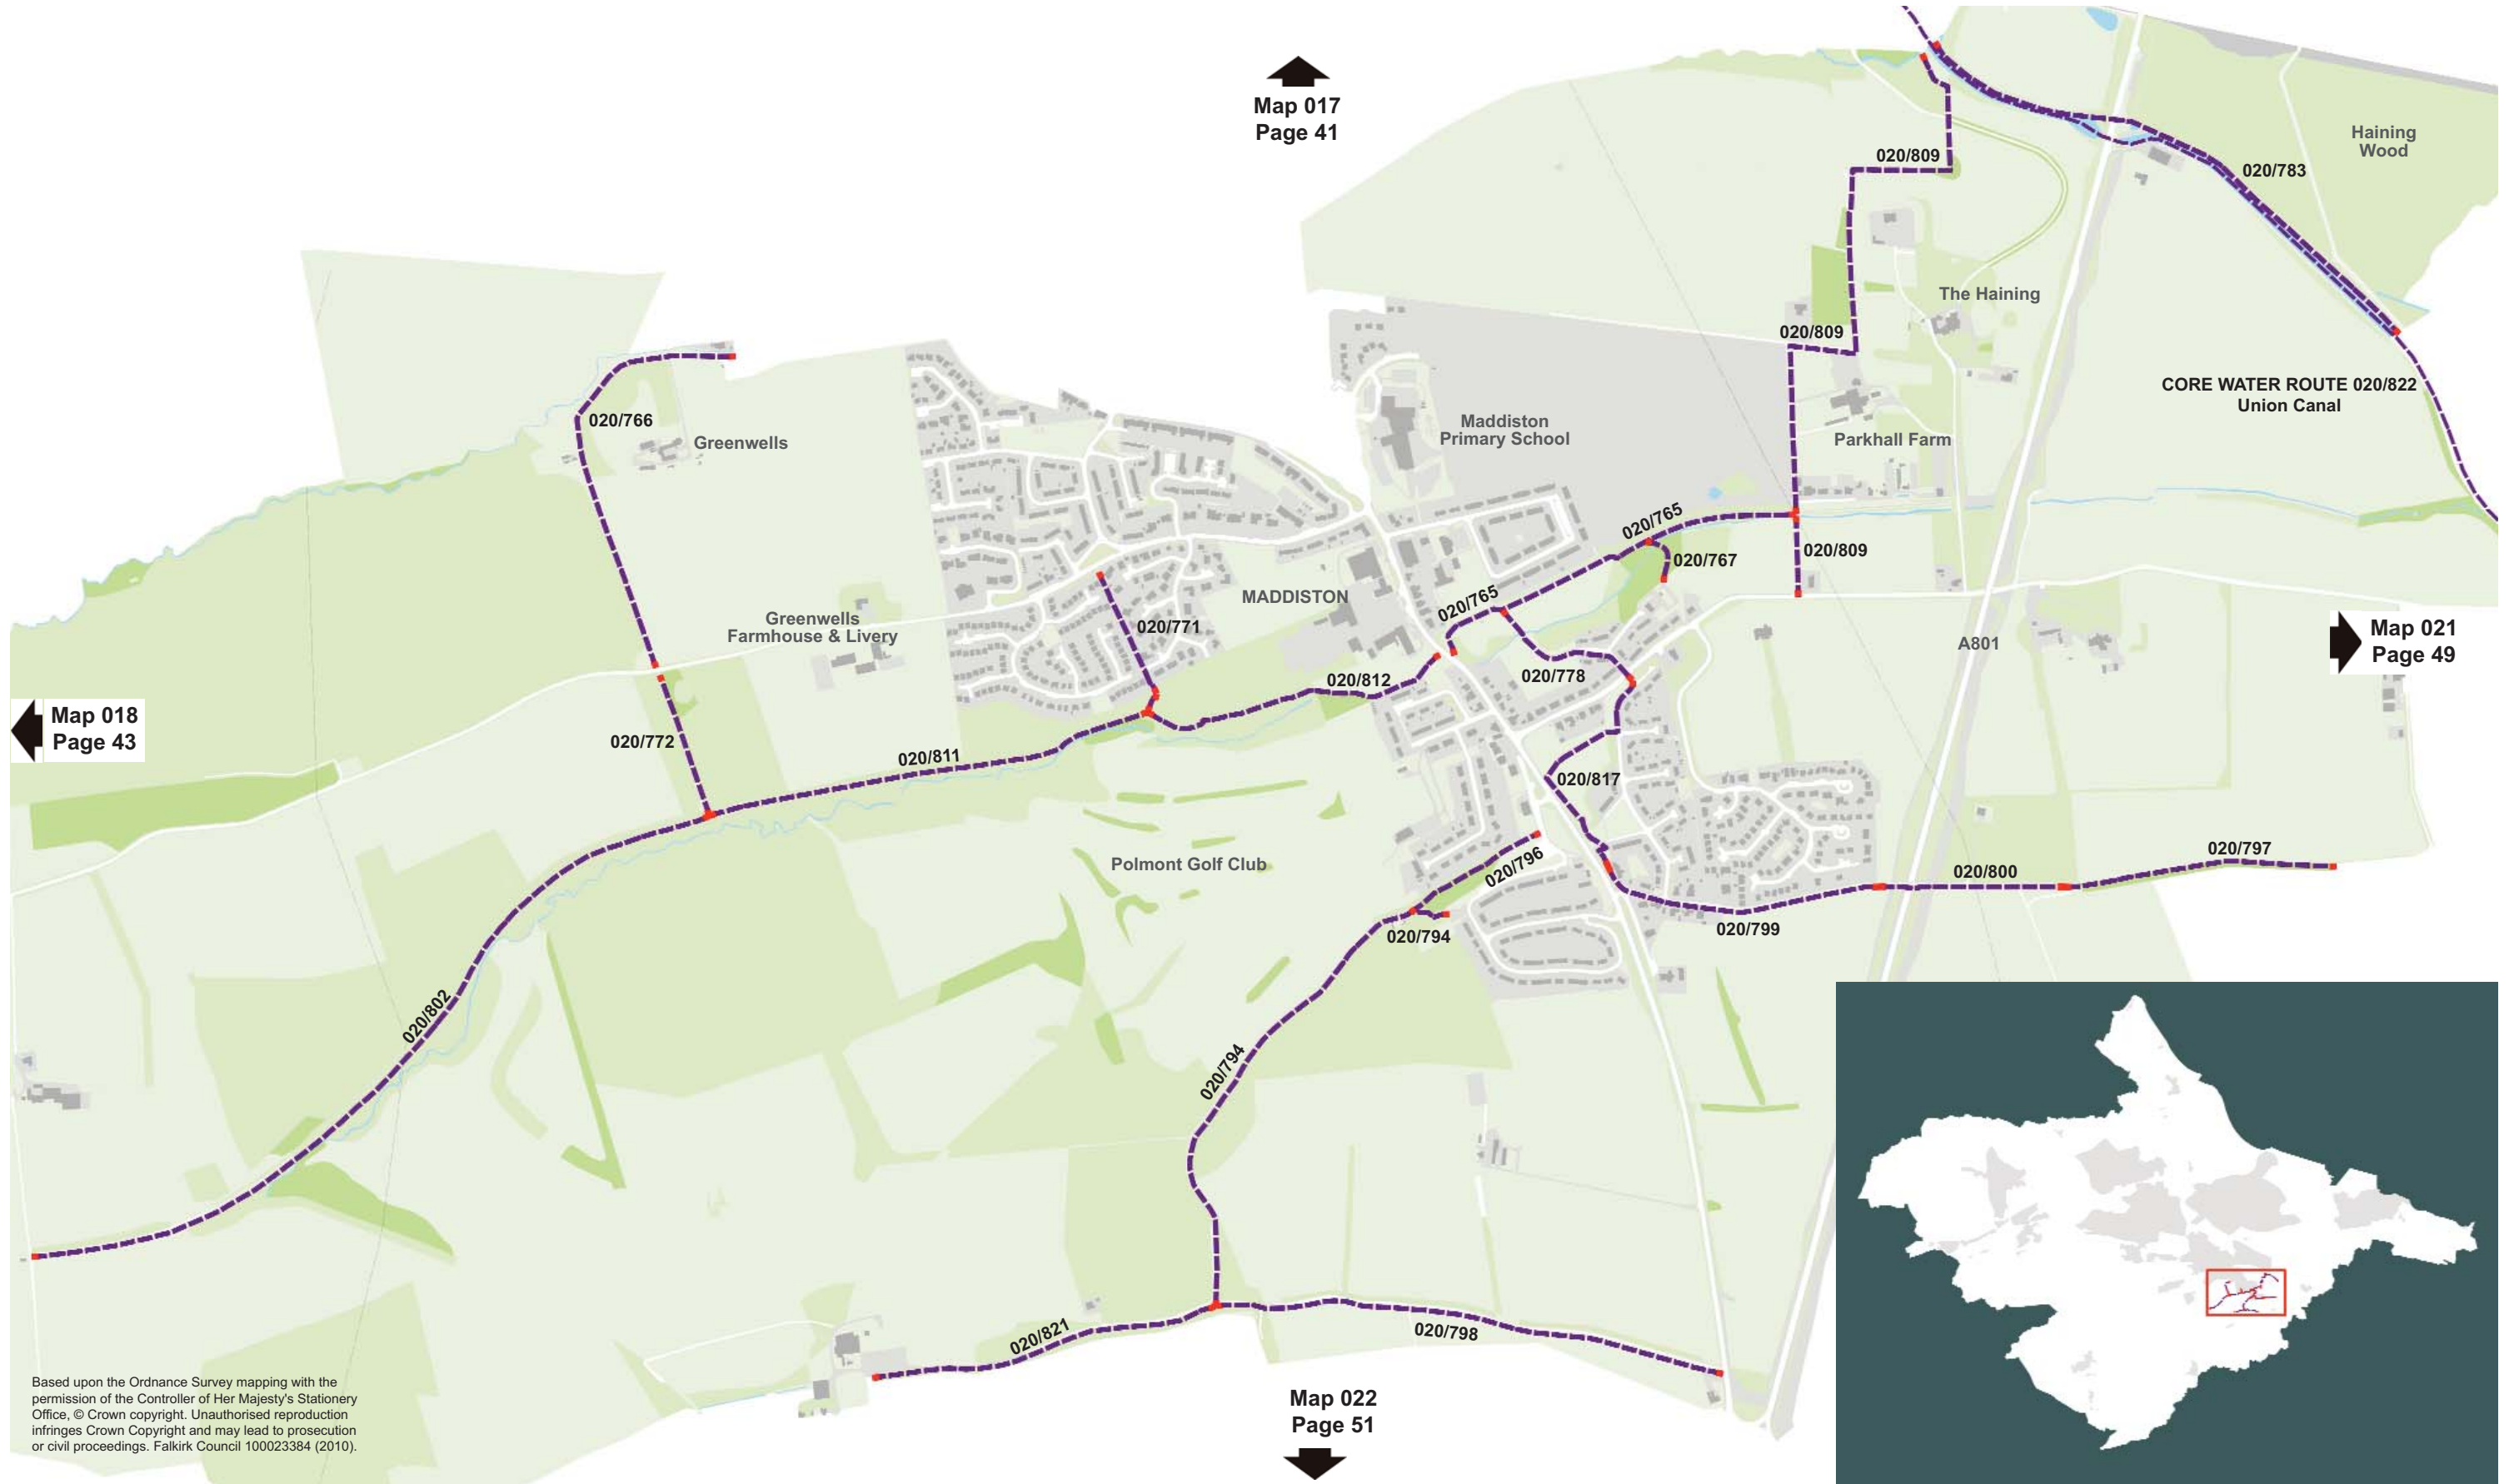 Map 017
Page 41
Haining
Wood
020/809
020/783
The Haining
020/809
CORE WATER ROUTE 020/822
Union Canal
020/766
Greenwells
Maddiston
Primary School
Parkhall Farm
020/765
020/809
020/767
MADDISTON
020/765
Greenwells
Farmhouse & Livery
020/771
A801
Map 021
Page 49
020/812
020/778
Map 018
Page 43
020/772
020/811
020/817
Polmont Golf Club
020/796
020/797
020/800
020/794
020/799
020/802
020/794
020/821
020/798
Map 022
Page 51
Based upon the Ordnance Survey mapping with the
permission of the Controller of Her Majesty's Stationery
Office, © Crown copyright. Unauthorised reproduction
infringes Crown Copyright and may lead to prosecution
or civil proceedings. Falkirk Council 100023384 (2010).